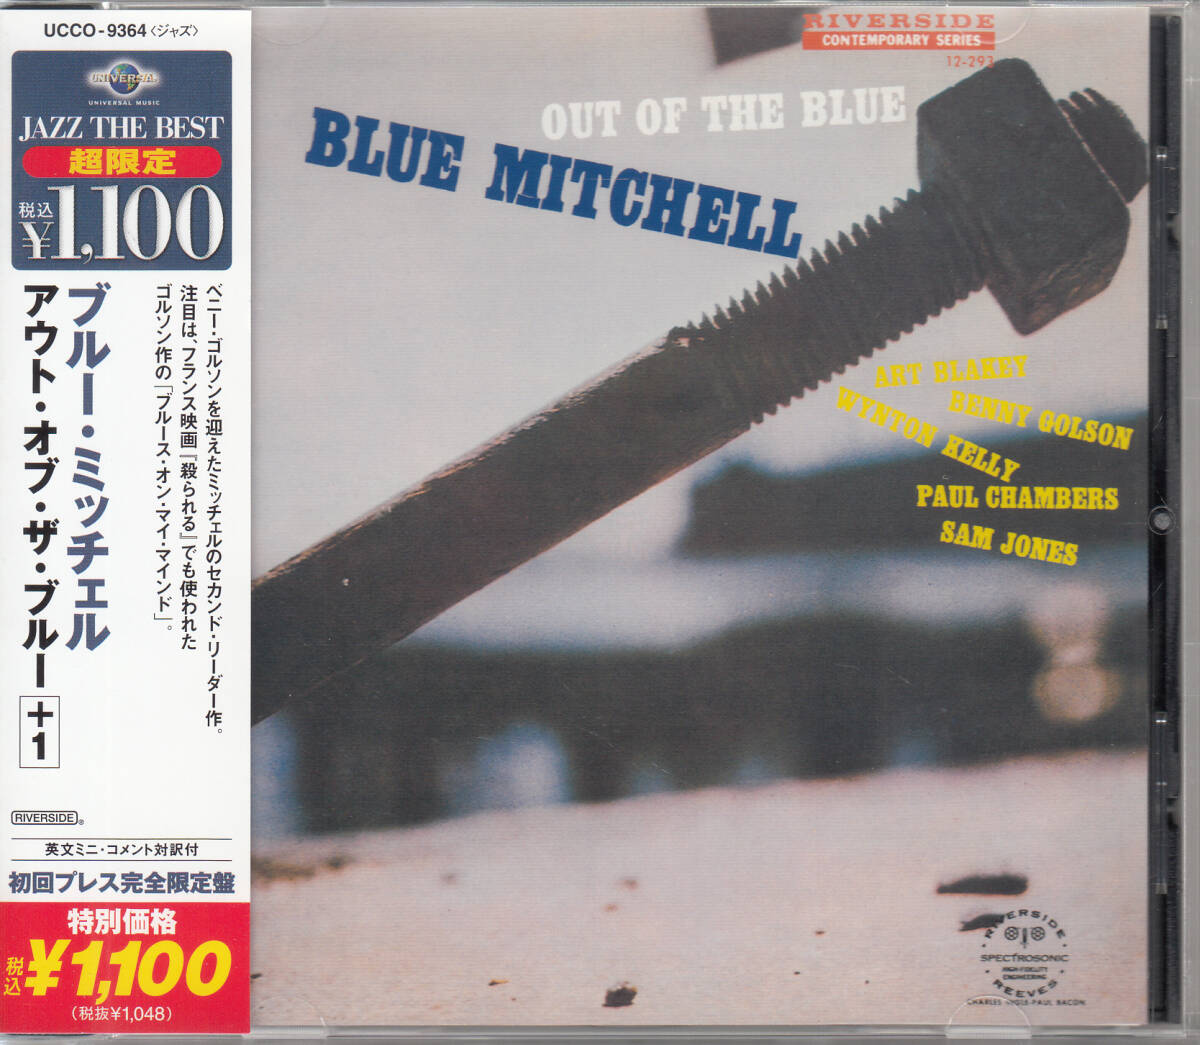 UCCO-9364〈ジャズ〉
UNIVERSAL
UNIVERSAL MUSIC
JAZZ THE BEST
超限定
税込
¥1,100
ブルー・ミッチェル
アウト・オブ・ザ・ブルー+1
ベニー・ゴルソンを迎えたミッチェルのセカンド・リーダー作。
注目は、フランス映画『殺られる』でも使われた
ゴルソン作の「ブルース・オン・マイ・マインド」。
RIVERSIDE®
英文ミニ・コメント対訳付
初回プレス完全限定盤
特別価格
税込¥1,100
(税抜¥1,048)
RIVERSIDE
CONTEMPORARY SERIES
12-293
OUT OF THE BLUE
BLUE MITCHELL
ART BLAKEY
BENNY GOLSON
WYNTON KELLY
PAUL CHAMBERS
SAM JONES
RIVERSIDE
SPECTROSONIC
HIGH-FIDELITY
ENGINEERING
REEVES
PAUL BACON